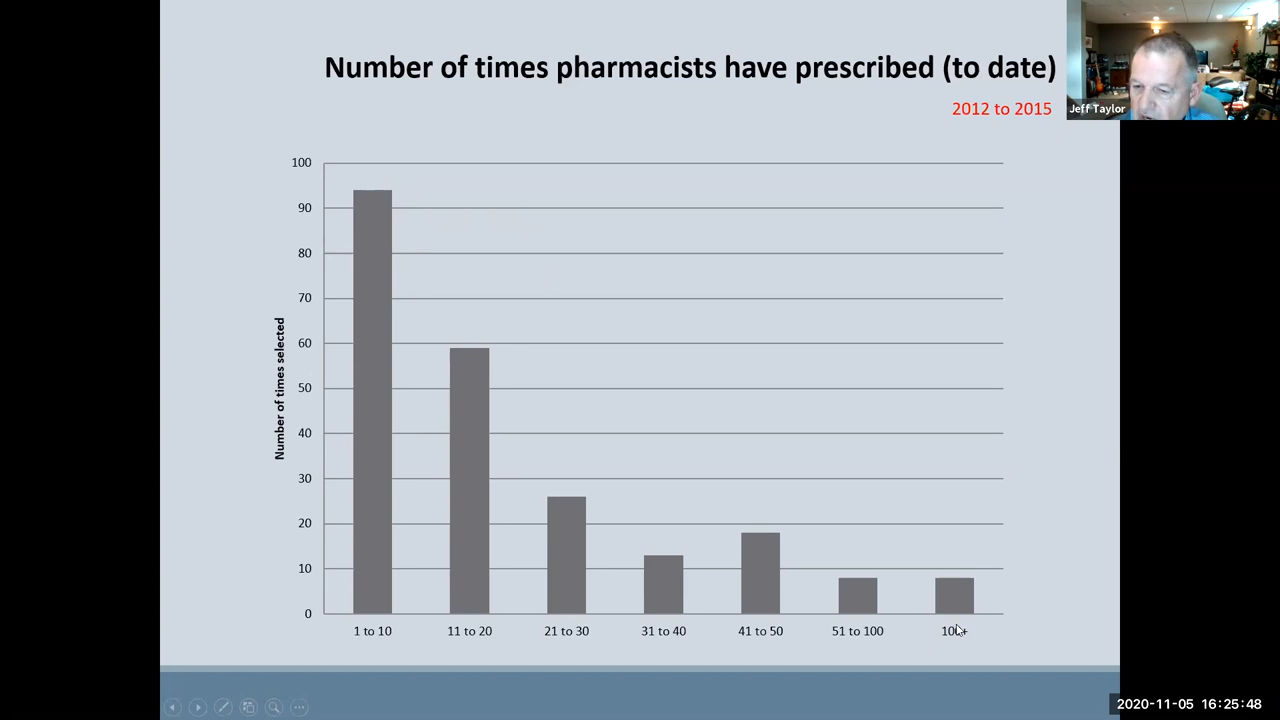 Number of times pharmacists have prescribed (to date)
2012 to 2015
Jeff Taylor
100
90
80
70
60
50
40
30
20
10
0
Number of times selected
1 to 10
11 to 20
21 to 30
31 to 40
41 to 50
51 to 100
100+
2020-11-05 16:25:48